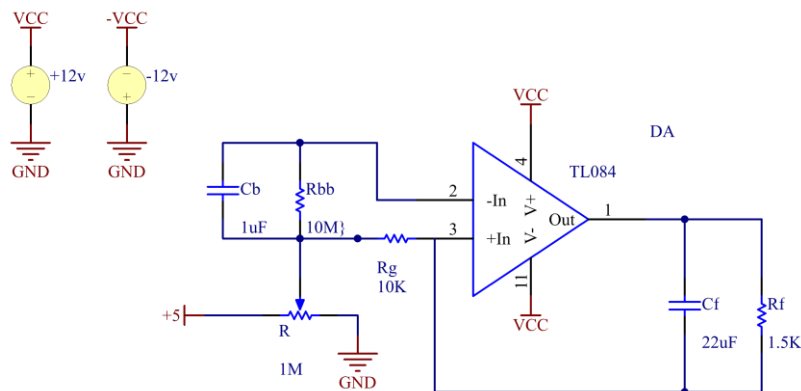 VCC
-VCC
+12v
-12v
GND
GND
VCC
DA
4
TL084
Cb
Rbb
1uF
10M}
2
-In
V+
1
Out
3
+In
V-
Rg
10K
11
VCC
+5
R
1M
GND
Cf
22uF
Rf
1.5K